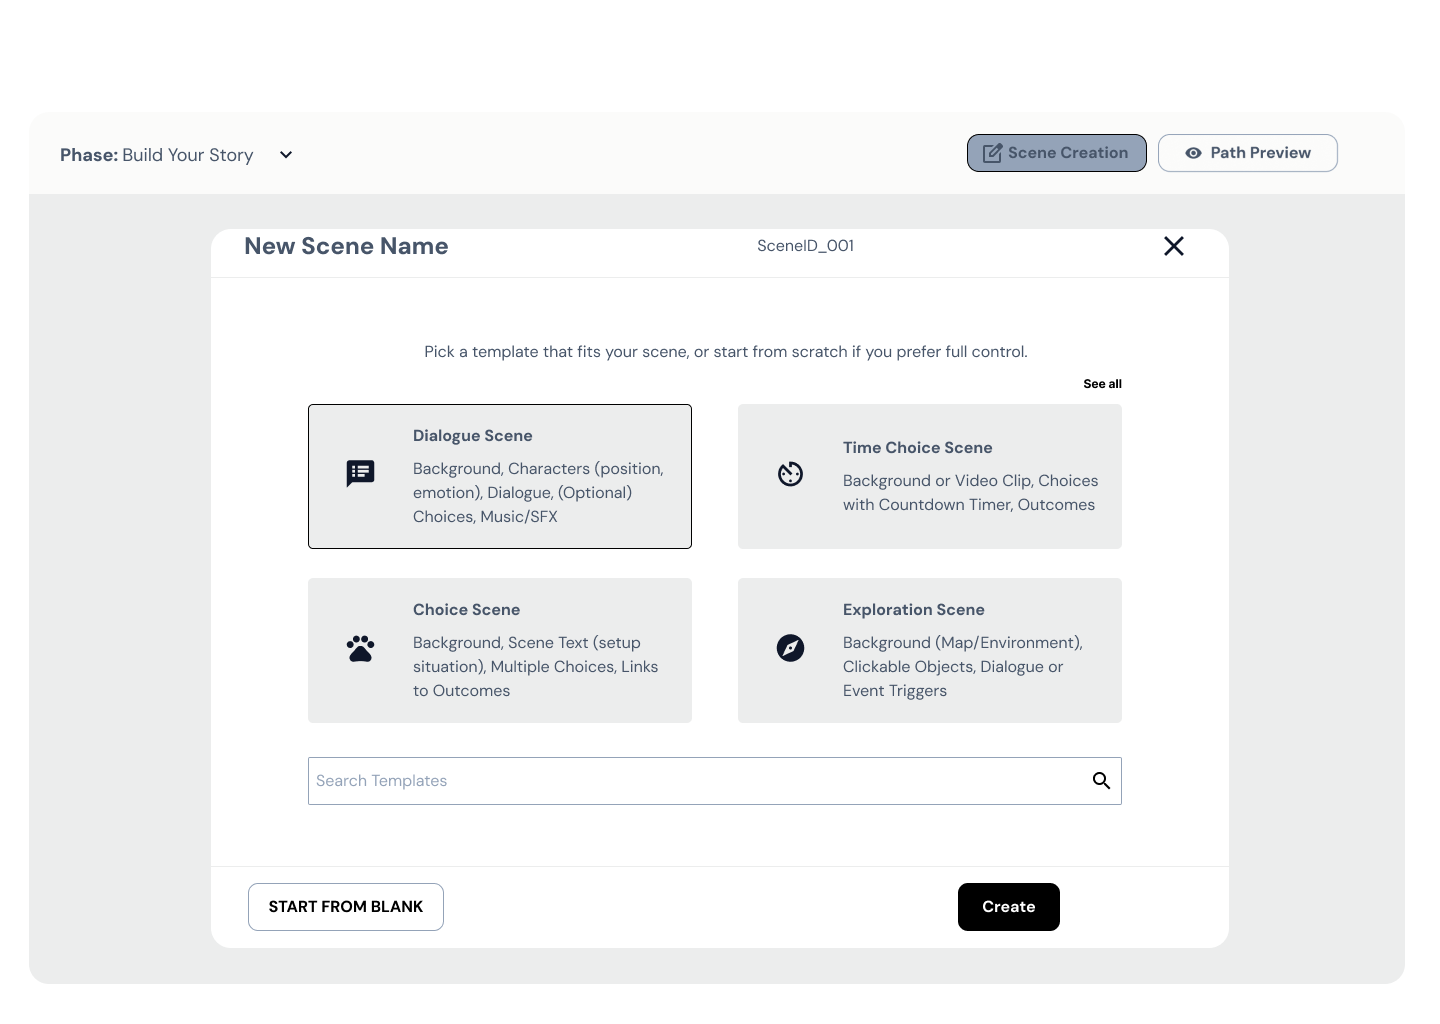 Phase: Build Your Story
Scene Creation
Path Preview
New Scene Name
SceneID_001
Pick a template that fits your scene, or start from scratch if you prefer full control.
See all
Dialogue Scene
Background, Characters (position,
emotion), Dialogue, (Optional)
Choices, Music/SFX
Time Choice Scene
Background or Video Clip, Choices
with Countdown Timer, Outcomes
Choice Scene
Background, Scene Text (setup
situation), Multiple Choices, Links
to Outcomes
Exploration Scene
Background (Map/Environment),
Clickable Objects, Dialogue or
Event Triggers
Search Templates
START FROM BLANK
Create